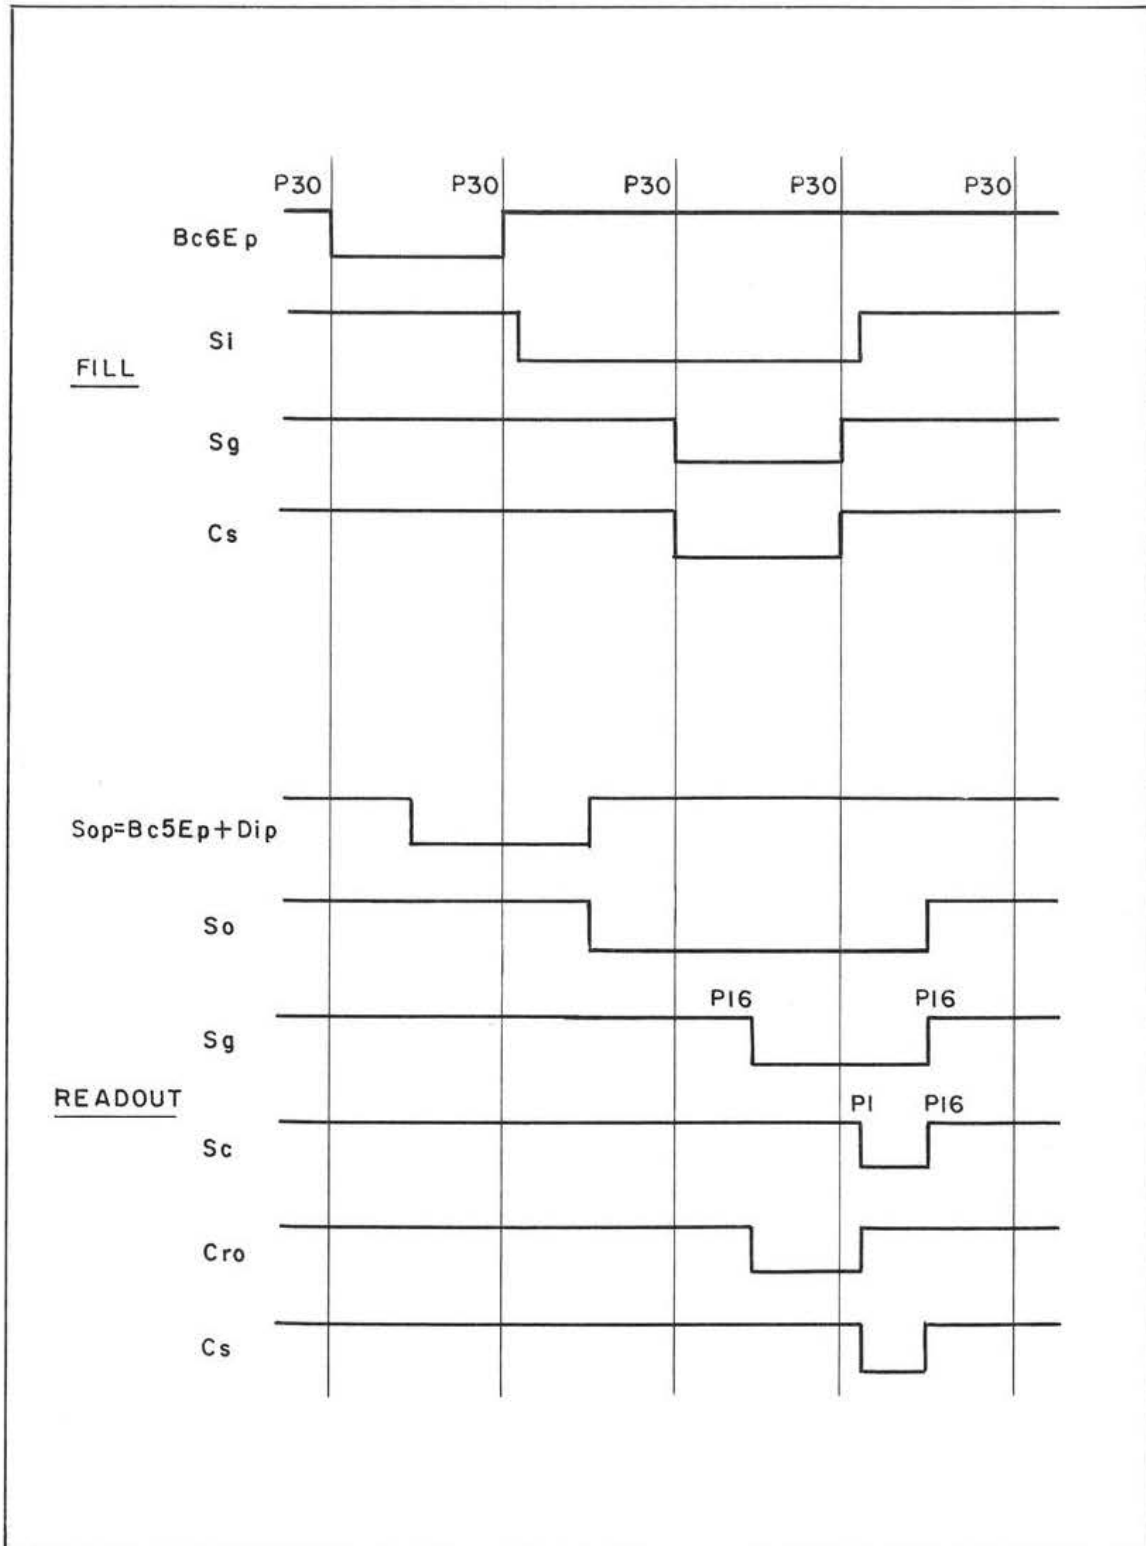 P30 P30 P30 P30 P30
Bc6Ep
Si
FILL
Sg
Cs
Sop=Bc5Ep+Dip
So
P16 P16
Sg
READOUT
P1 P16
Sc
Cro
Cs